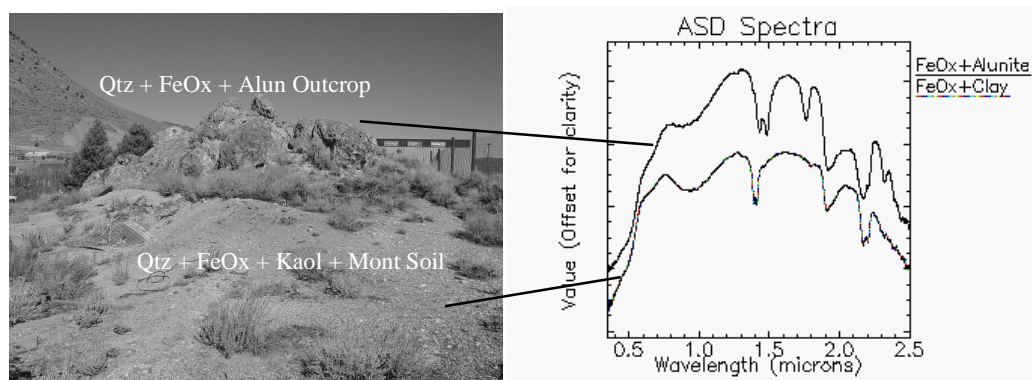 Qtz + FeOx + Alun Outcrop
Qtz + FeOx + Kaol + Mont Soil
ASD Spectra
Value (Offset for clarity)
FeOx+Alunite
FeOx+Clay
0.5 1.0 1.5 2.0 2.5
Wavelength (microns)